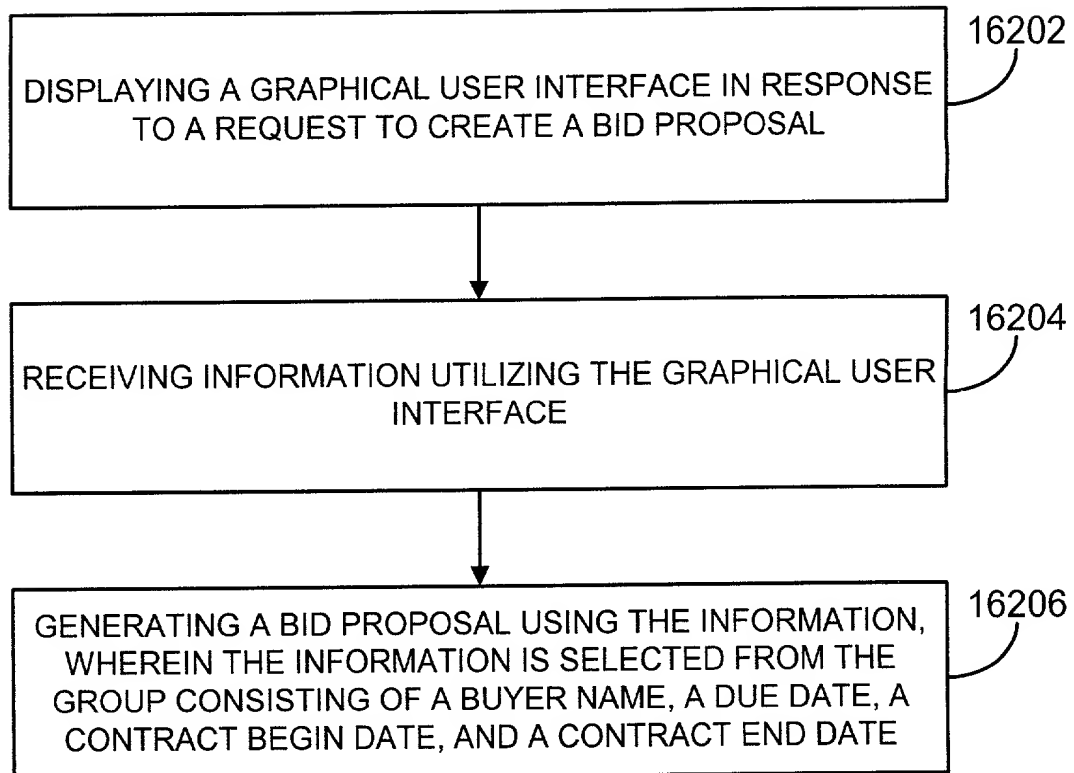 16202
DISPLAYING A GRAPHICAL USER INTERFACE IN RESPONSE
TO A REQUEST TO CREATE A BID PROPOSAL
16204
RECEIVING INFORMATION UTILIZING THE GRAPHICAL USER
INTERFACE
16206
GENERATING A BID PROPOSAL USING THE INFORMATION,
WHEREIN THE INFORMATION IS SELECTED FROM THE
GROUP CONSISTING OF A BUYER NAME, A DUE DATE, A
CONTRACT BEGIN DATE, AND A CONTRACT END DATE